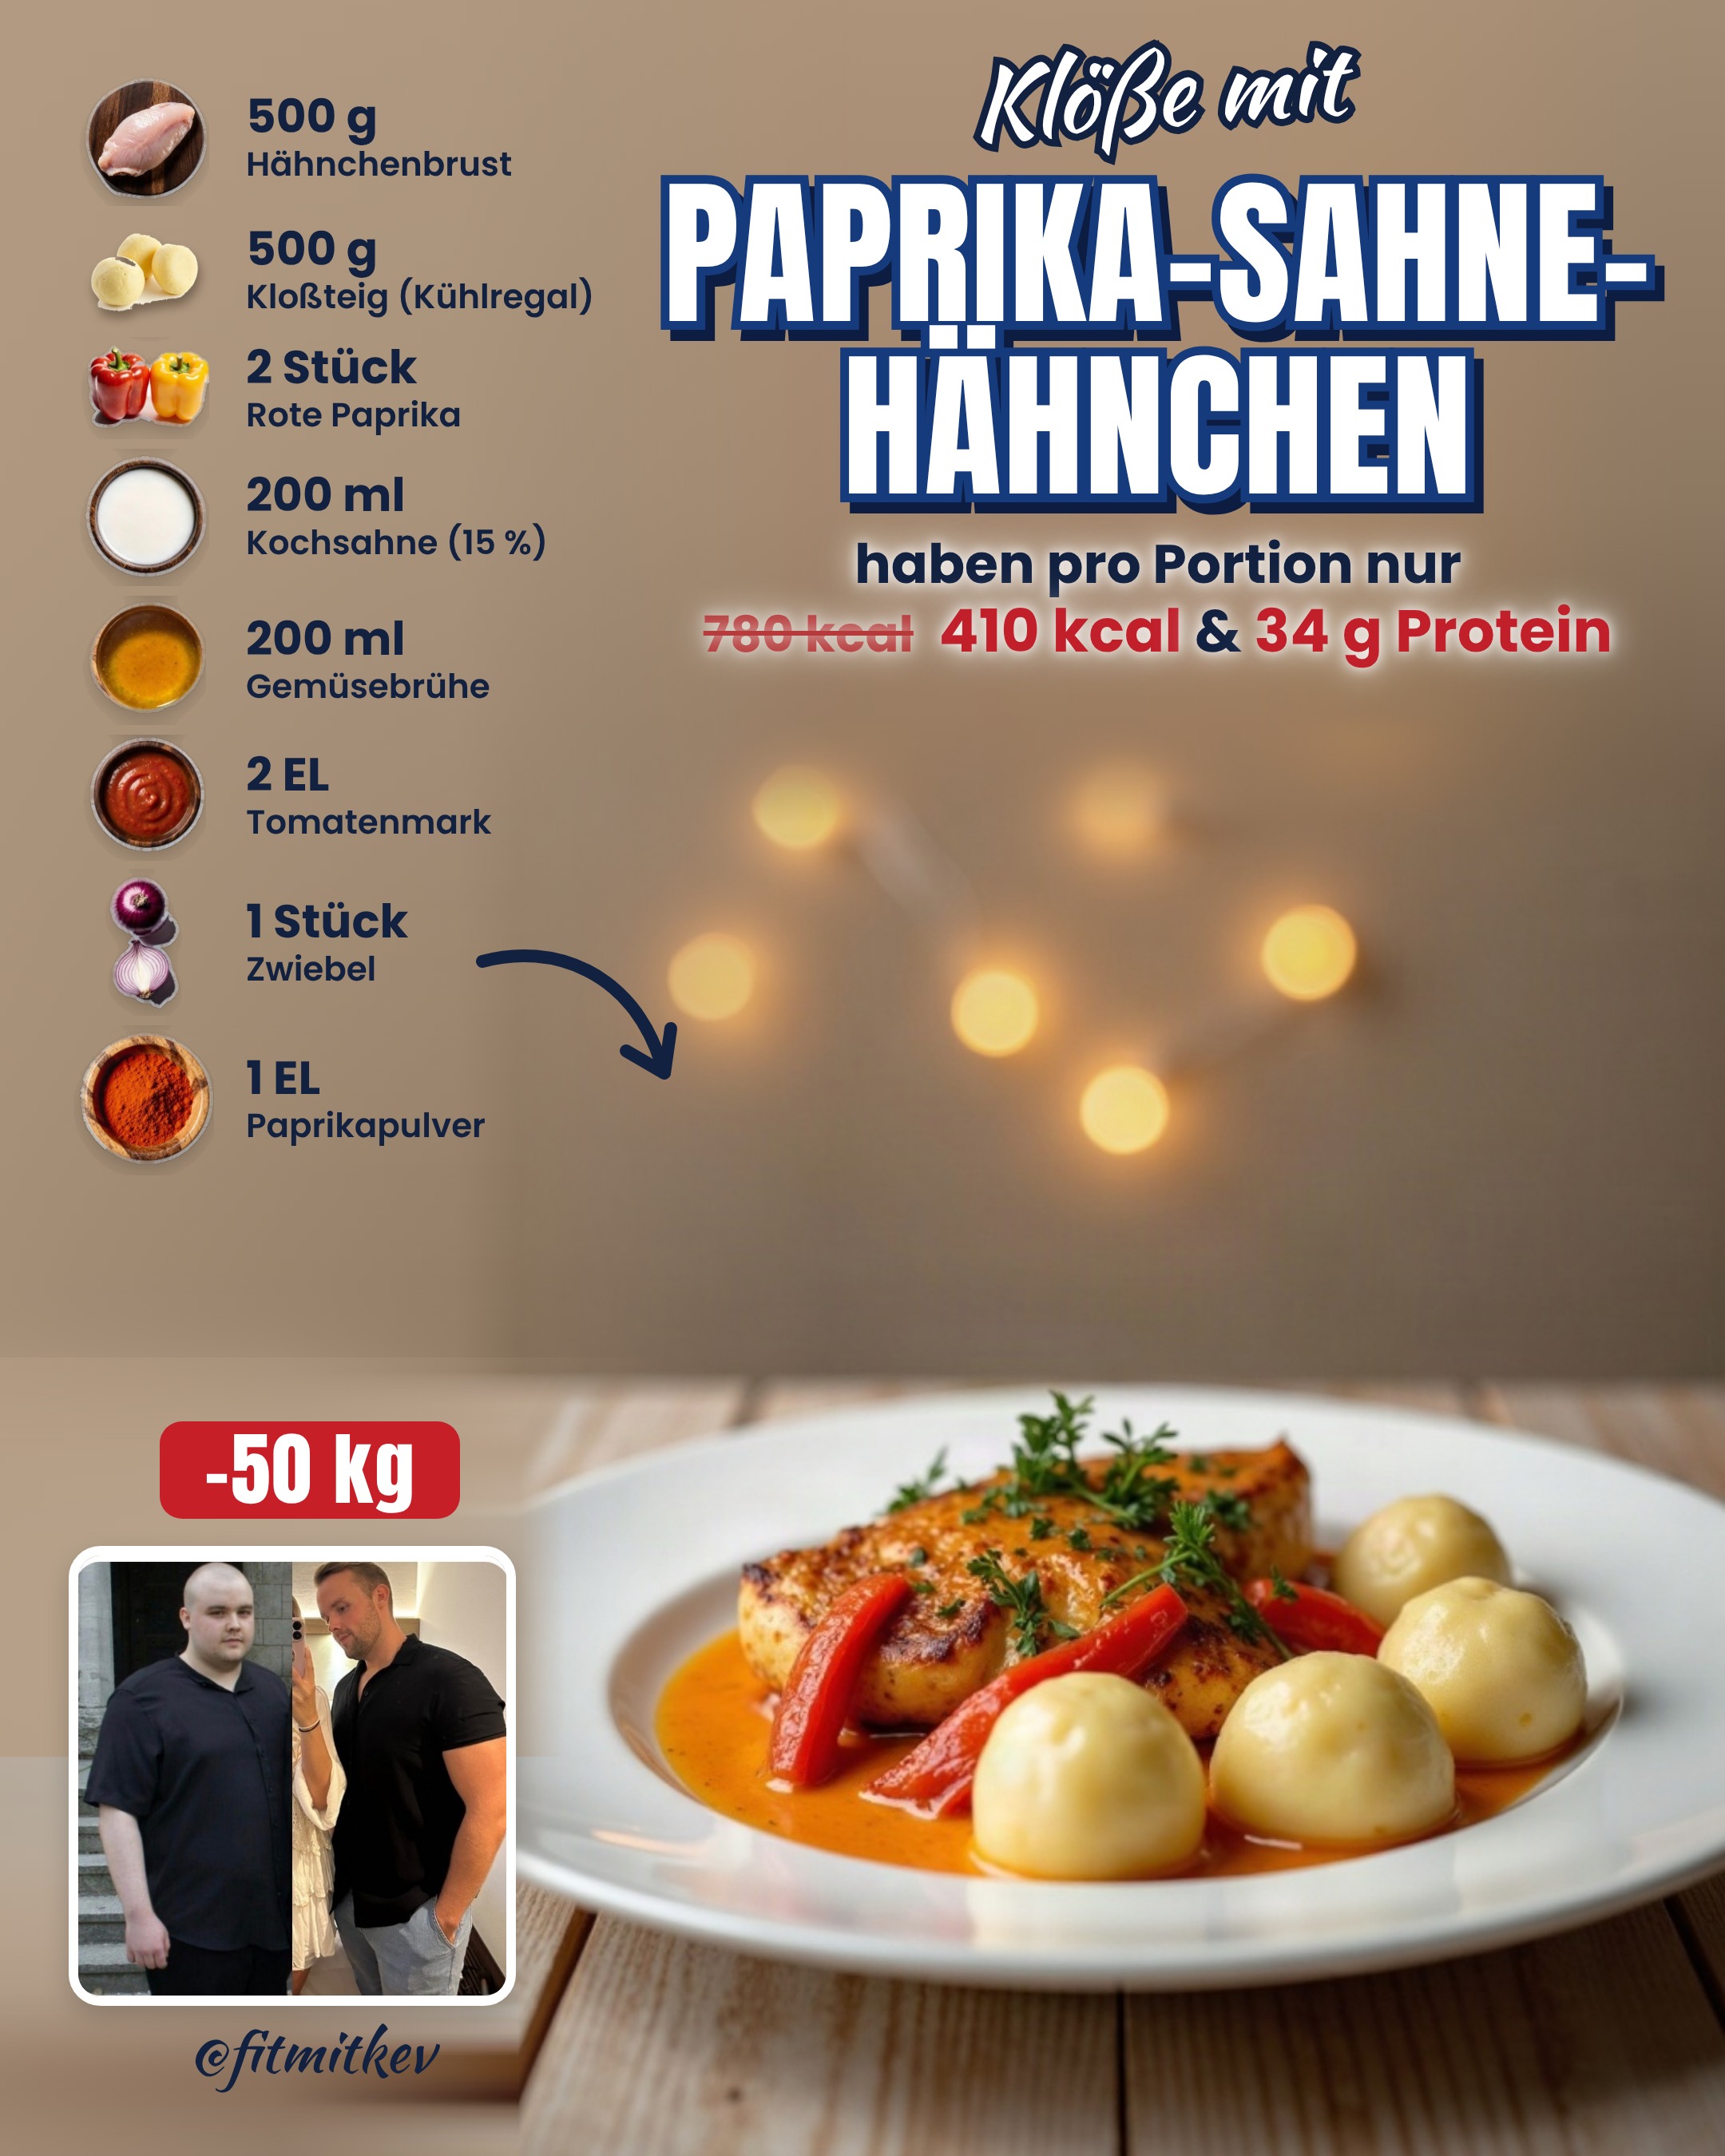 Klöße mit
PAPRIKA-SAHNE-
HÄHNCHEN
haben pro Portion nur
780 kcal 410 kcal & 34 g Protein
500 g
Hähnchenbrust
500 g
Kloßteig (Kühlregal)
2 Stück
Rote Paprika
200 ml
Kochsahne (15 %)
200 ml
Gemüsebrühe
2 EL
Tomatenmark
1 Stück
Zwiebel
1 EL
Paprikapulver
-50 kg
@fitmitkev